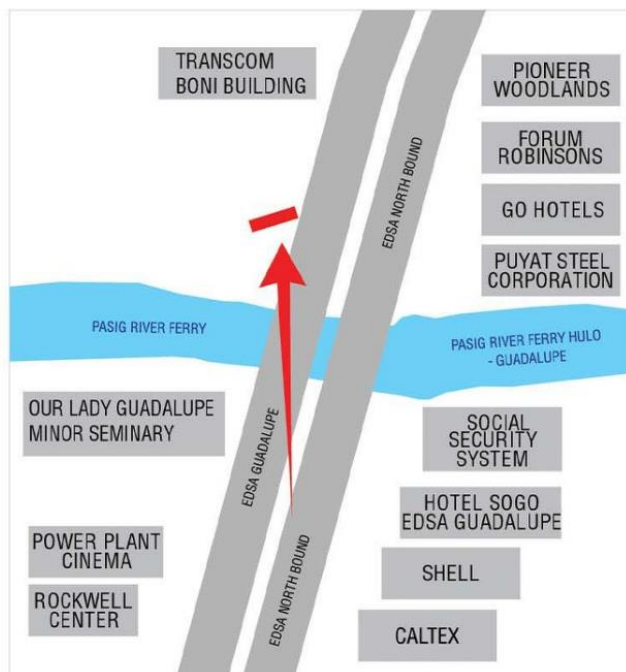 TRANSCOM
BONI BUILDING
PIONEER
WOODLANDS
FORUM
ROBINSONS
GO HOTELS
PUYAT STEEL
CORPORATION
EDSA NORTH BOUND
PASIG RIVER FERRY
PASIG RIVER FERRY HULO
- GUADALUPE
OUR LADY GUADALUPE
MINOR SEMINARY
EDSA GUADALUPE
SOCIAL
SECURITY
SYSTEM
HOTEL SOGO
EDSA GUADALUPE
POWER PLANT
CINEMA
EDSA NORTH BOUND
SHELL
ROCKWELL
CENTER
CALTEX